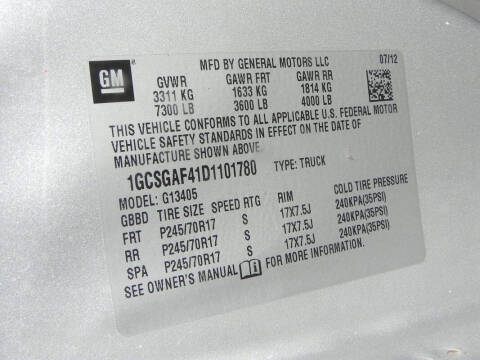 GM
MFD BY GENERAL MOTORS LLC 07/12
GVWR GAWR FRT GAWR RR
3311 KG 1633 KG 1814 KG
7300 LB 3600 LB 4000 LB
THIS VEHICLE CONFORMS TO ALL APPLICABLE U.S. FEDERAL MOTOR
VEHICLE SAFETY STANDARDS IN EFFECT ON THE DATE OF
MANUFACTURE SHOWN ABOVE.
1GCSGAF41D1101780 TYPE: TRUCK
MODEL: G13405
GBBD TIRE SIZE SPEED RTG RIM COLD TIRE PRESSURE
FRT P245/70R17 S 17X7.5J 240KPA(35PSI)
RR P245/70R17 S 17X7.5J 240KPA(35PSI)
SPA P245/70R17 S 17X7.5J 240KPA(35PSI)
SEE OWNER'S MANUAL FOR MORE INFORMATION.